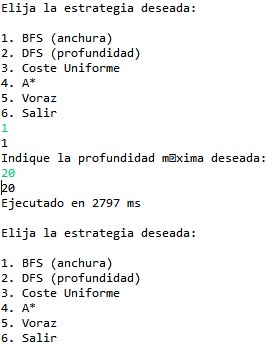 Elija la estrategia deseada:
1. BFS (anchura)
2. DFS (profundidad)
3. Coste Uniforme
4. A*
5. Voraz
6. Salir
1
1
Indique la profundidad m�xima deseada:
20
20
Ejecutado en 2797 ms
Elija la estrategia deseada:
1. BFS (anchura)
2. DFS (profundidad)
3. Coste Uniforme
4. A*
5. Voraz
6. Salir